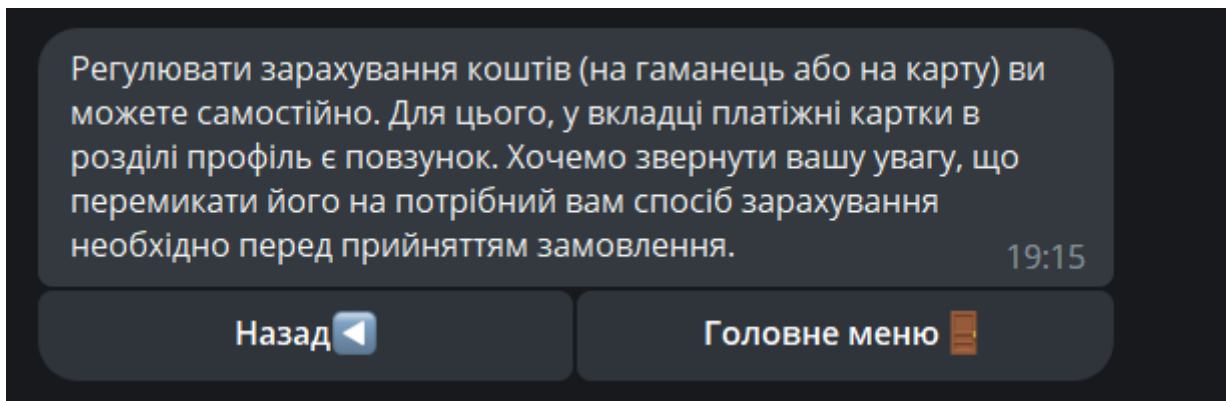 Регулювати зарахування коштів (на гаманець або на карту) ви
можете самостійно. Для цього, у вкладці платіжні картки в
розділі профіль є повзунок. Хочемо звернути вашу увагу, що
перемикати його на потрібний вам спосіб зарахування
необхідно перед прийняттям замовлення.
19:15
Назад◀️
Головне меню🚪